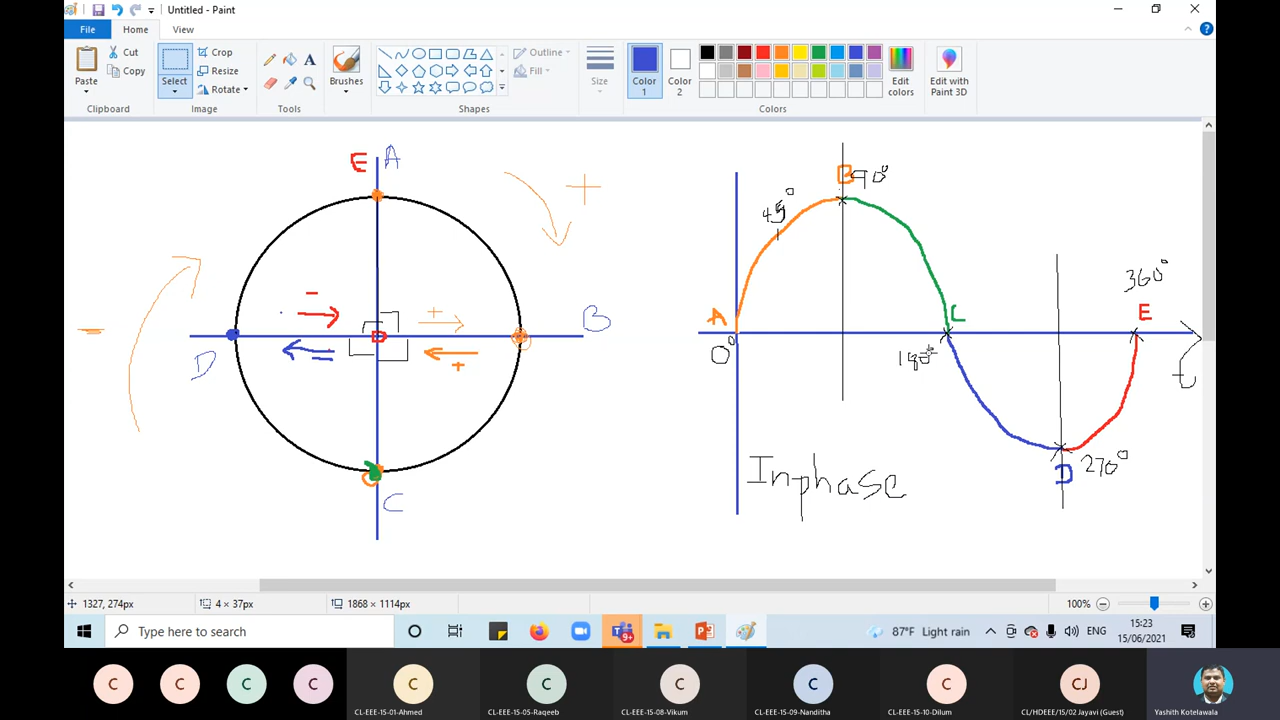 Untitled - Paint
File
Home
View
Paste
Cut
Copy
Clipboard
Select
Crop
Resize
Rotate
Image
A
Tools
Brushes
Shapes
Outline
Fill
Size
Color 1
Color 2
Edit colors
Colors
Edit with Paint 3D
E A
+
-
-
+
+
D
B
C
D
45°
B 90°
360°
A
C
E
0°
180°
t
270°
D
Inphase
1327, 274px
4 × 37px
1868 × 1114px
100%
Type here to search
9+
87°F Light rain
ENG
15:23
15/06/2021
C
C
C
C
C
C
C
C
C
CJ
CL-EEE-15-01-Ahmed
CL-EEE-15-05-Raqeeb
CL-EEE-15-08-Vikum
CL-EEE-15-09-Nanditha
CL-EEE-15-10-Dilum
CL/HDEEE/15/02 Jayavi (Guest)
Yashith Kotelawala